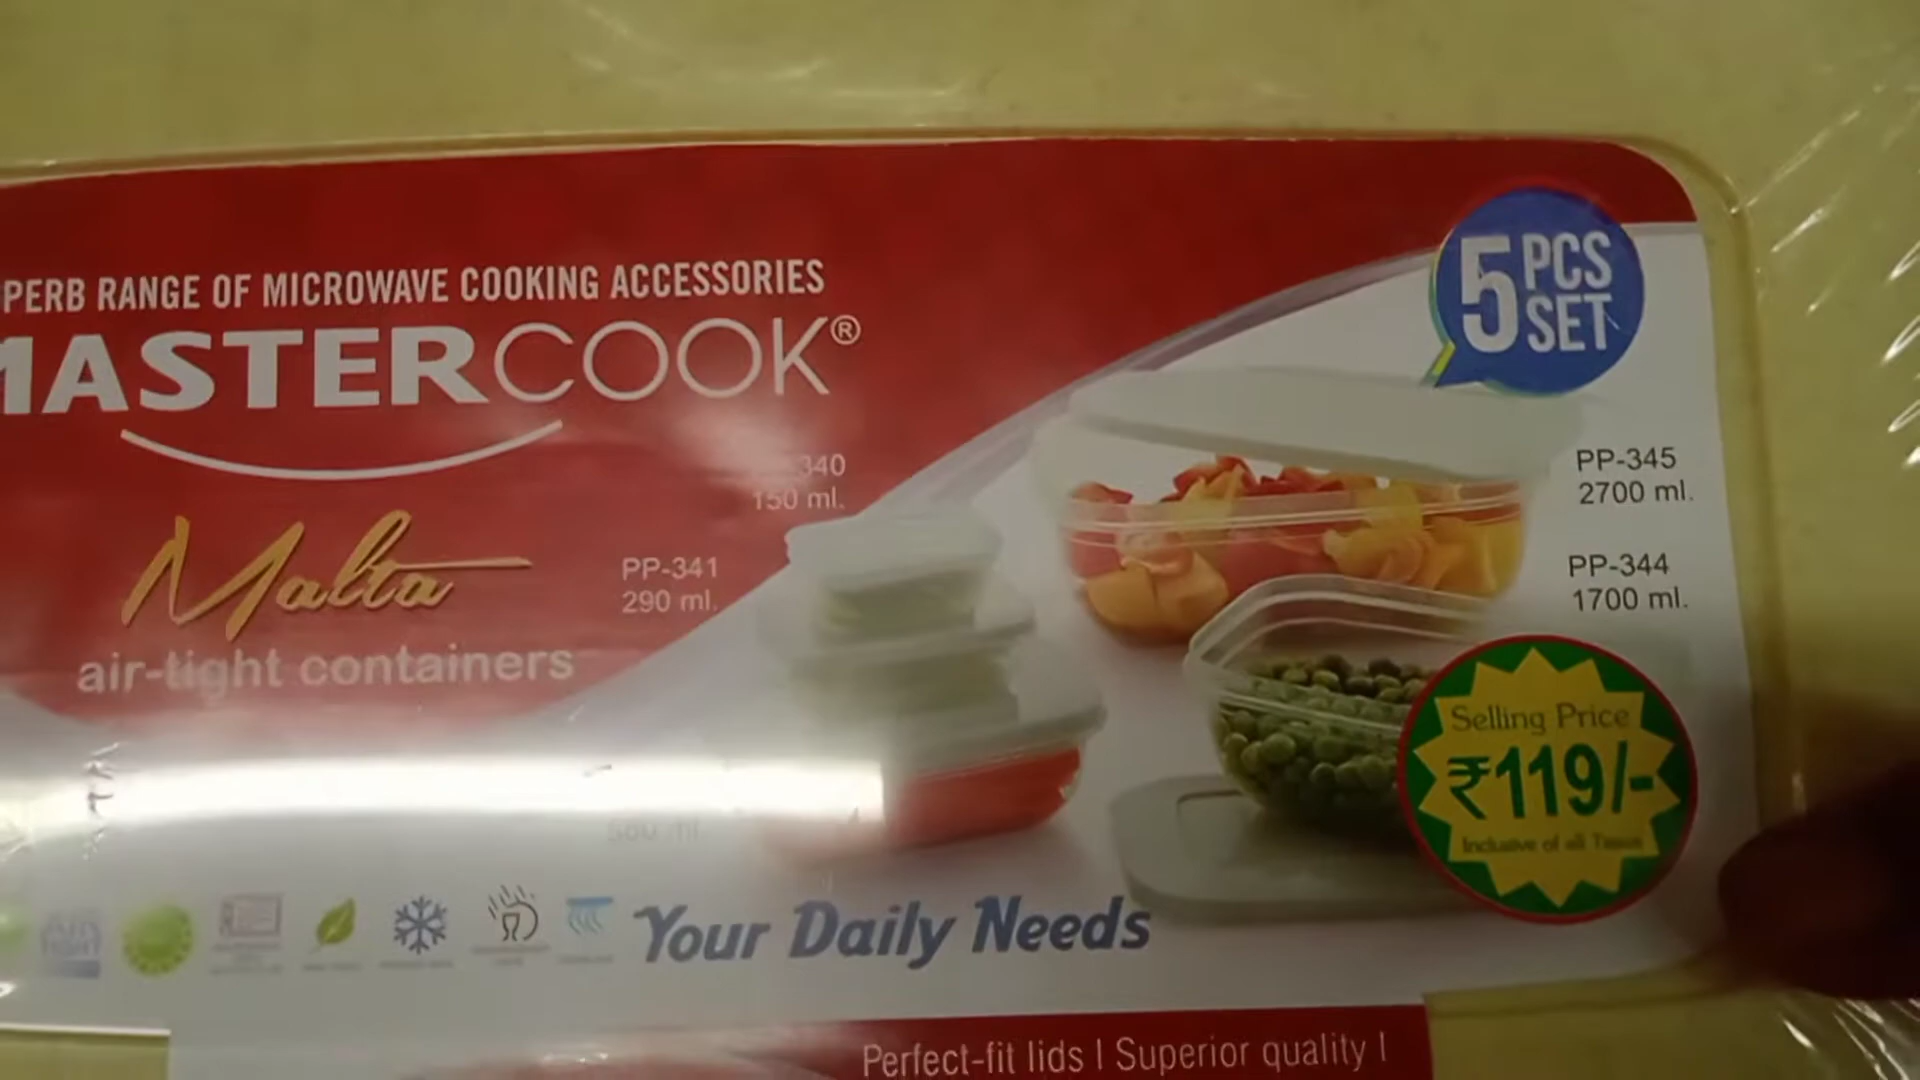 PERB RANGE OF MICROWAVE COOKING ACCESSORIES
MASTERCOOK®
Malta
air-tight containers
5 PCS
SET
340
150 ml.
PP-341
290 ml.
PP-345
2700 ml.
PP-344
1700 ml.
Selling Price
₹119/-
Inclusive of all Taxes
Your Daily Needs
Perfect-fit lids | Superior quality |